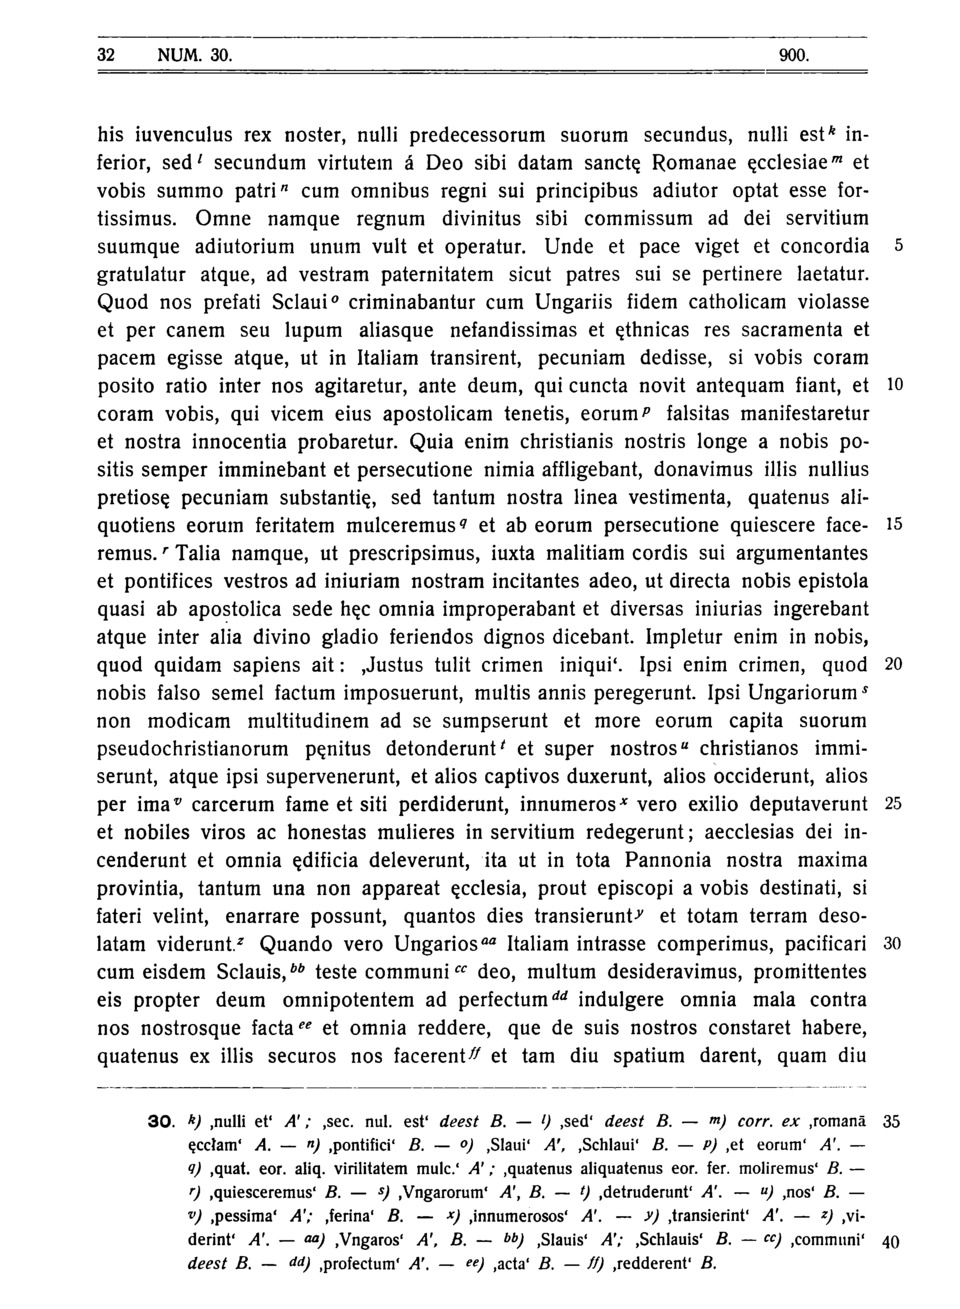 32 NUM. 30. 900.
his iuvenculus rex noster, nulli predecessorum suorum secundus, nulli est k in-
ferior, sed l secundum virtutem á Deo sibi datam sanctę Romanae ęcclesiae m et
vobis summo patri n cum omnibus regni sui principibus adiutor optat esse for-
tissimus. Omne namque regnum divinitus sibi commissum ad dei servitium
suumque adiutorium unum vult et operatur. Unde et pace viget et concordia 5
gratulatur atque, ad vestram paternitatem sicut patres sui se pertinere laetatur.
Quod nos prefati Sclaui o criminabantur cum Ungariis fidem catholicam violasse
et per canem seu lupum aliasque nefandissimas et ęthnicas res sacramenta et
pacem egisse atque, ut in Italiam transirent, pecuniam dedisse, si vobis coram
posito ratio inter nos agitaretur, ante deum, qui cuncta novit antequam fiant, et 10
coram vobis, qui vicem eius apostolicam tenetis, eorum p falsitas manifestaretur
et nostra innocentia probaretur. Quia enim christianis nostris longe a nobis po-
sitis semper imminebant et persecutione nimia affligebant, donavimus illis nullius
pretiosę pecuniam substantię, sed tantum nostra linea vestimenta, quatenus ali-
quotiens eorum feritatem mulceremus q et ab eorum persecutione quiescere face- 15
remus. r Talia namque, ut prescripsimus, iuxta malitiam cordis sui argumentantes
et pontifices vestros ad iniuriam nostram incitantes adeo, ut directa nobis epistola
quasi ab apostolica sede hęc omnia improperabant et diversas iniurias ingerebant
atque inter alia divino gladio feriendos dignos dicebant. Impletur enim in nobis,
quod quidam sapiens ait: ‚Justus tulit crimen iniqui‘. Ipsi enim crimen, quod 20
nobis falso semel factum imposuerunt, multis annis peregerunt. Ipsi Ungariorum s
non modicam multitudinem ad se sumpserunt et more eorum capita suorum
pseudochristianorum pęnitus detonderunt t et super nostros u christianos immi-
serunt, atque ipsi supervenerunt, et alios captivos duxerunt, alios occiderunt, alios
per ima v carcerum fame et siti perdiderunt, innumeros x vero exilio deputaverunt 25
et nobiles viros ac honestas mulieres in servitium redegerunt; aecclesias dei in-
cenderunt et omnia ędificia deleverunt, ita ut in tota Pannonia nostra maxima
provintia, tantum una non appareat ęcclesia, prout episcopi a vobis destinati, si
fateri velint, enarrare possunt, quantos dies transierunt y et totam terram deso-
latam viderunt. z Quando vero Ungarios aa Italiam intrasse comperimus, pacificari 30
cum eisdem Sclauis, bb teste communi cc deo, multum desideravimus, promittentes
eis propter deum omnipotentem ad perfectum dd indulgere omnia mala contra
nos nostrosque facta ee et omnia reddere, que de suis nostros constaret habere,
quatenus ex illis securos nos facerent ff et tam diu spatium darent, quam diu
30. k) ‚nulli et‘ A'; ‚sec. nul. est‘ deest B. — l) ‚sed‘ deest B. — m) corr. ex ‚romanā 35
ęccłam‘ A. — n) ‚pontifici‘ B. — o) ‚Slaui‘ A', ‚Schlaui‘ B. — p) ‚et eorum‘ A'. —
q) ‚quat. eor. aliq. virilitatem mulc.‘ A'; ‚quatenus aliquatenus eor. fer. moliremus‘ B. —
r) ‚quiesceremus‘ B. — s) ‚Vngarorum‘ A', B. — t) ‚detruderunt‘ A'. — u) ‚nos‘ B. —
v) ‚pessima‘ A'; ‚ferina‘ B. — x) ‚innumerosos‘ A'. — y) ‚transierint‘ A'. — z) ‚vi-
derint‘ A'. — aa) ‚Vngaros‘ A', B. — bb) ‚Slauis‘ A'; ‚Schlauis‘ B. — cc) ‚communi‘ 40
deest B. — dd) ‚profectum‘ A'. — ee) ‚acta‘ B. — ff) ‚redderent‘ B.